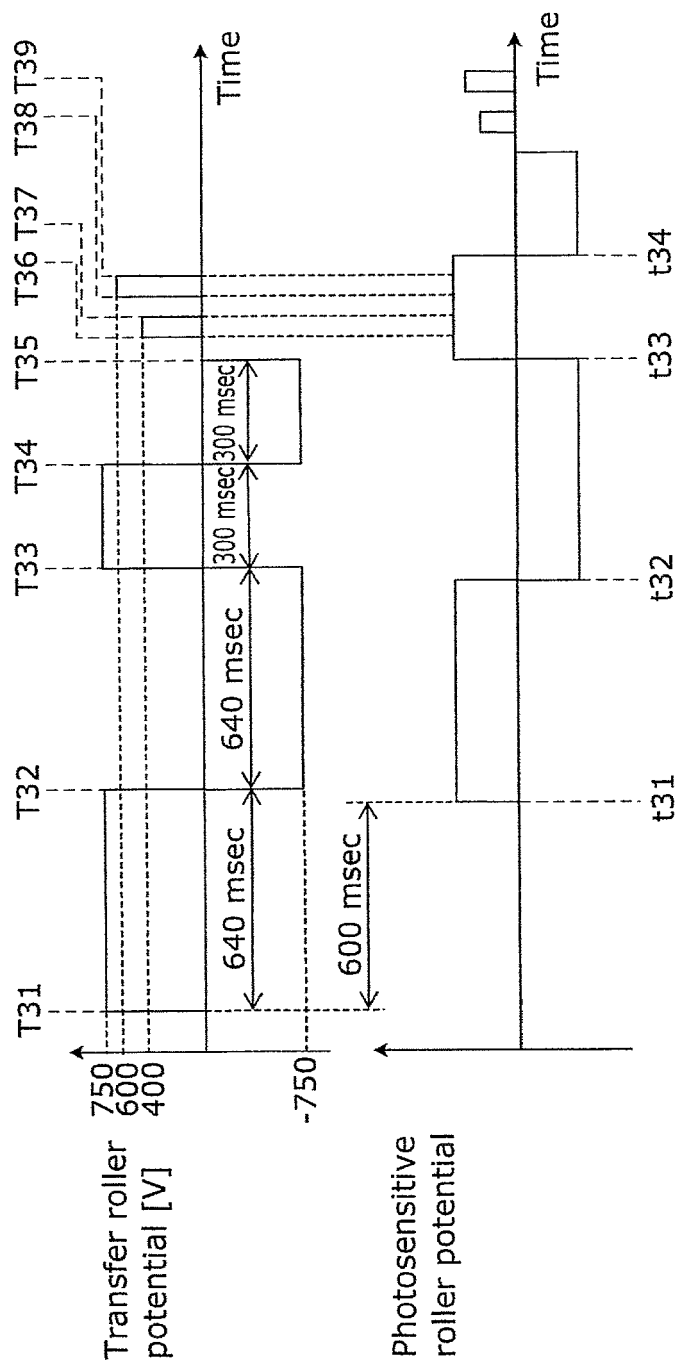 T31
T32
T33
T34
T35
T36
T37
T38
T39
750
600
400
-750
Transfer roller
potential [V]
640 msec
640 msec
300 msec
300 msec
Time
600 msec
Photosensitive
roller potential
Time
t31
t32
t33
t34